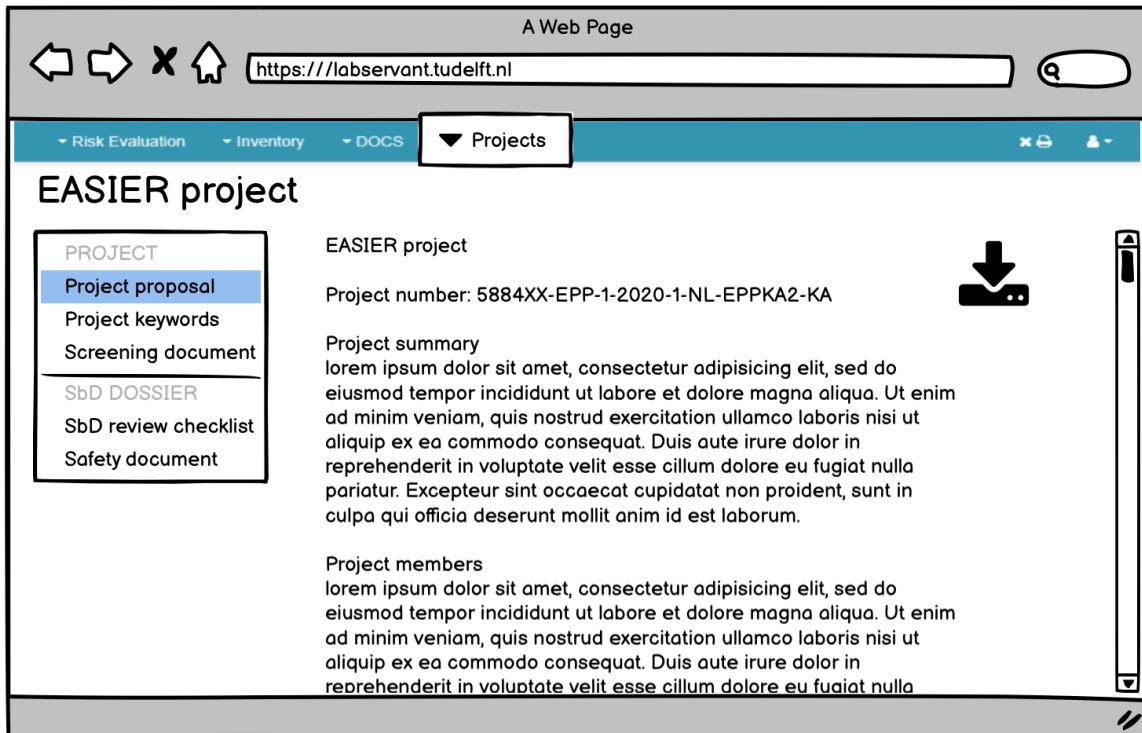 A Web Page
https:///labservant.tudelft.nl
Risk Evaluation Inventory DOCS Projects
EASIER project
PROJECT
Project proposal
Project keywords
Screening document
SbD DOSSIER
SbD review checklist
Safety document
EASIER project
Project number: 5884XX-EPP-1-2020-1-NL-EPPKA2-KA
Project summary
lorem ipsum dolor sit amet, consectetur adipisicing elit, sed do
eiusmod tempor incididunt ut labore et dolore magna aliqua. Ut enim
ad minim veniam, quis nostrud exercitation ullamco laboris nisi ut
aliquip ex ea commodo consequat. Duis aute irure dolor in
reprehenderit in voluptate velit esse cillum dolore eu fugiat nulla
pariatur. Excepteur sint occaecat cupidatat non proident, sunt in
culpa qui officia deserunt mollit anim id est laborum.
Project members
lorem ipsum dolor sit amet, consectetur adipisicing elit, sed do
eiusmod tempor incididunt ut labore et dolore magna aliqua. Ut enim
ad minim veniam, quis nostrud exercitation ullamco laboris nisi ut
aliquip ex ea commodo consequat. Duis aute irure dolor in
reprehenderit in voluptate velit esse cillum dolore eu fugiat nulla